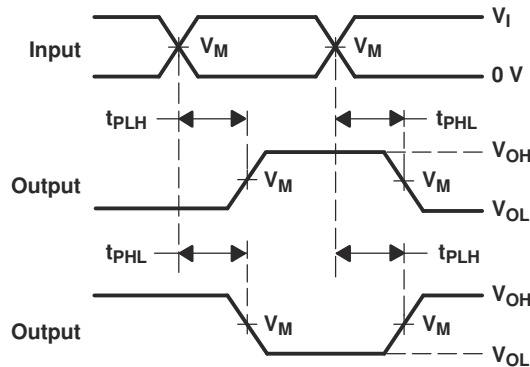 V_I
Input V_M V_M
0 V
t_PLH t_PHL
V_OH
Output V_M V_M
V_OL
t_PHL t_PLH
V_OH
Output V_M V_M
V_OL